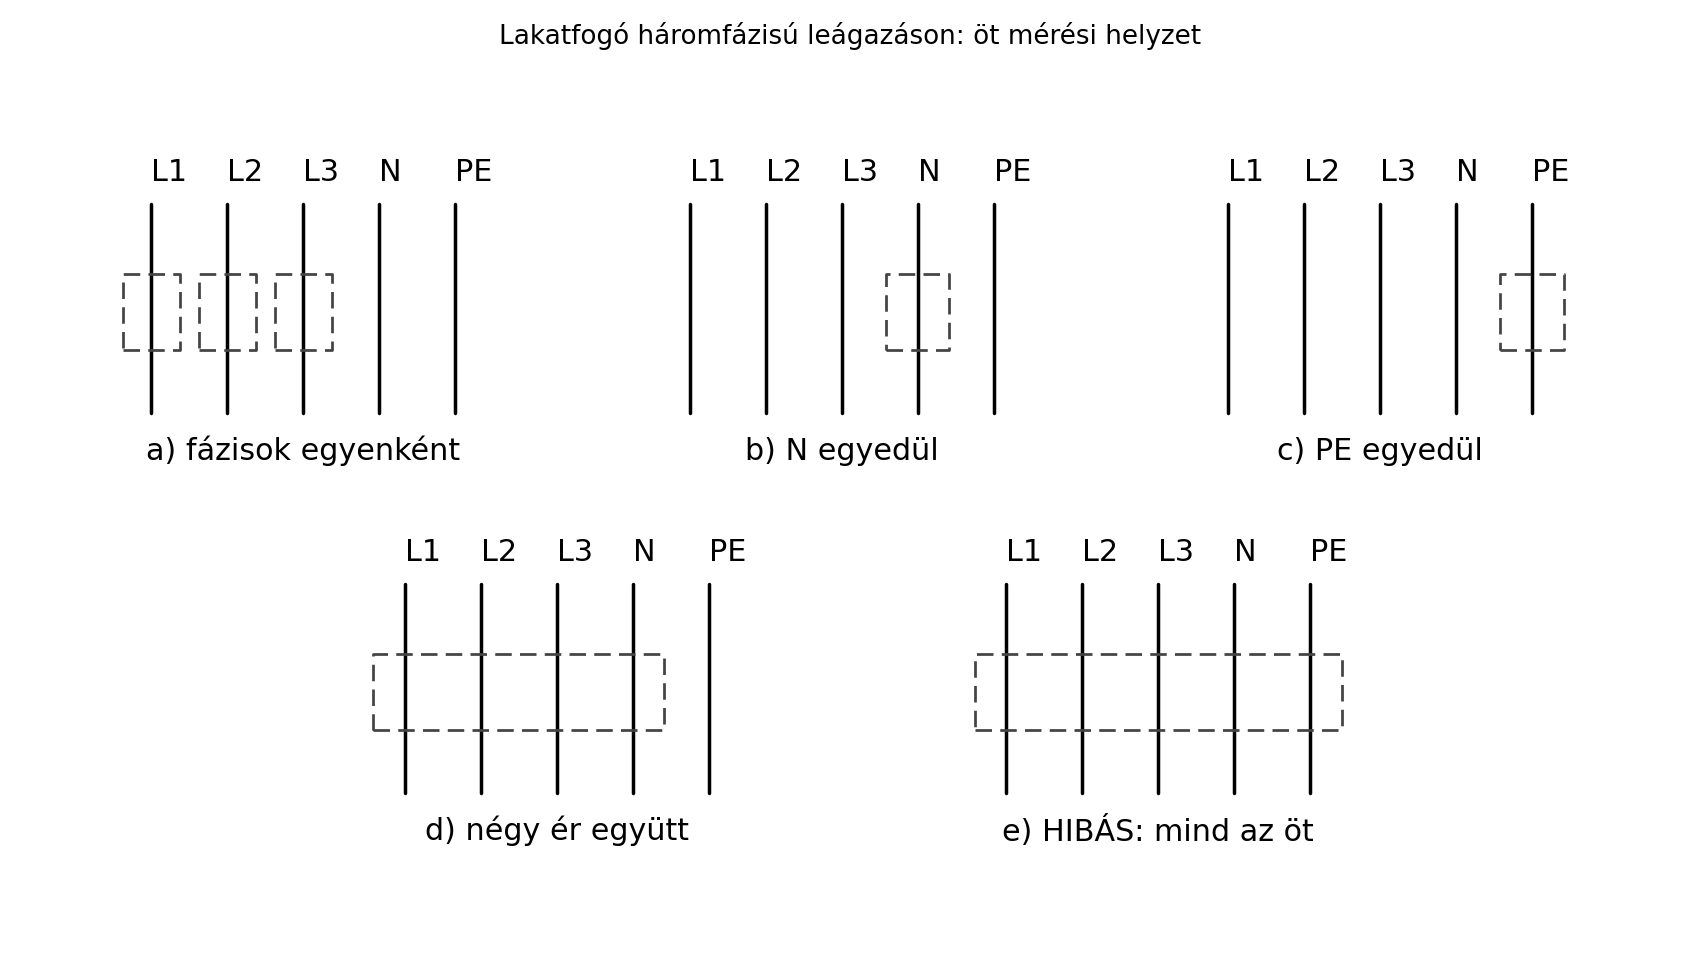 Lakatfogó háromfázisú leágazáson: öt mérési helyzet
L1 L2 L3 N PE
L1 L2 L3 N PE
L1 L2 L3 N PE
a) fázisok egyenként
b) N egyedül
c) PE egyedül
L1 L2 L3 N PE
L1 L2 L3 N PE
d) négy ér együtt
e) HIBÁS: mind az öt